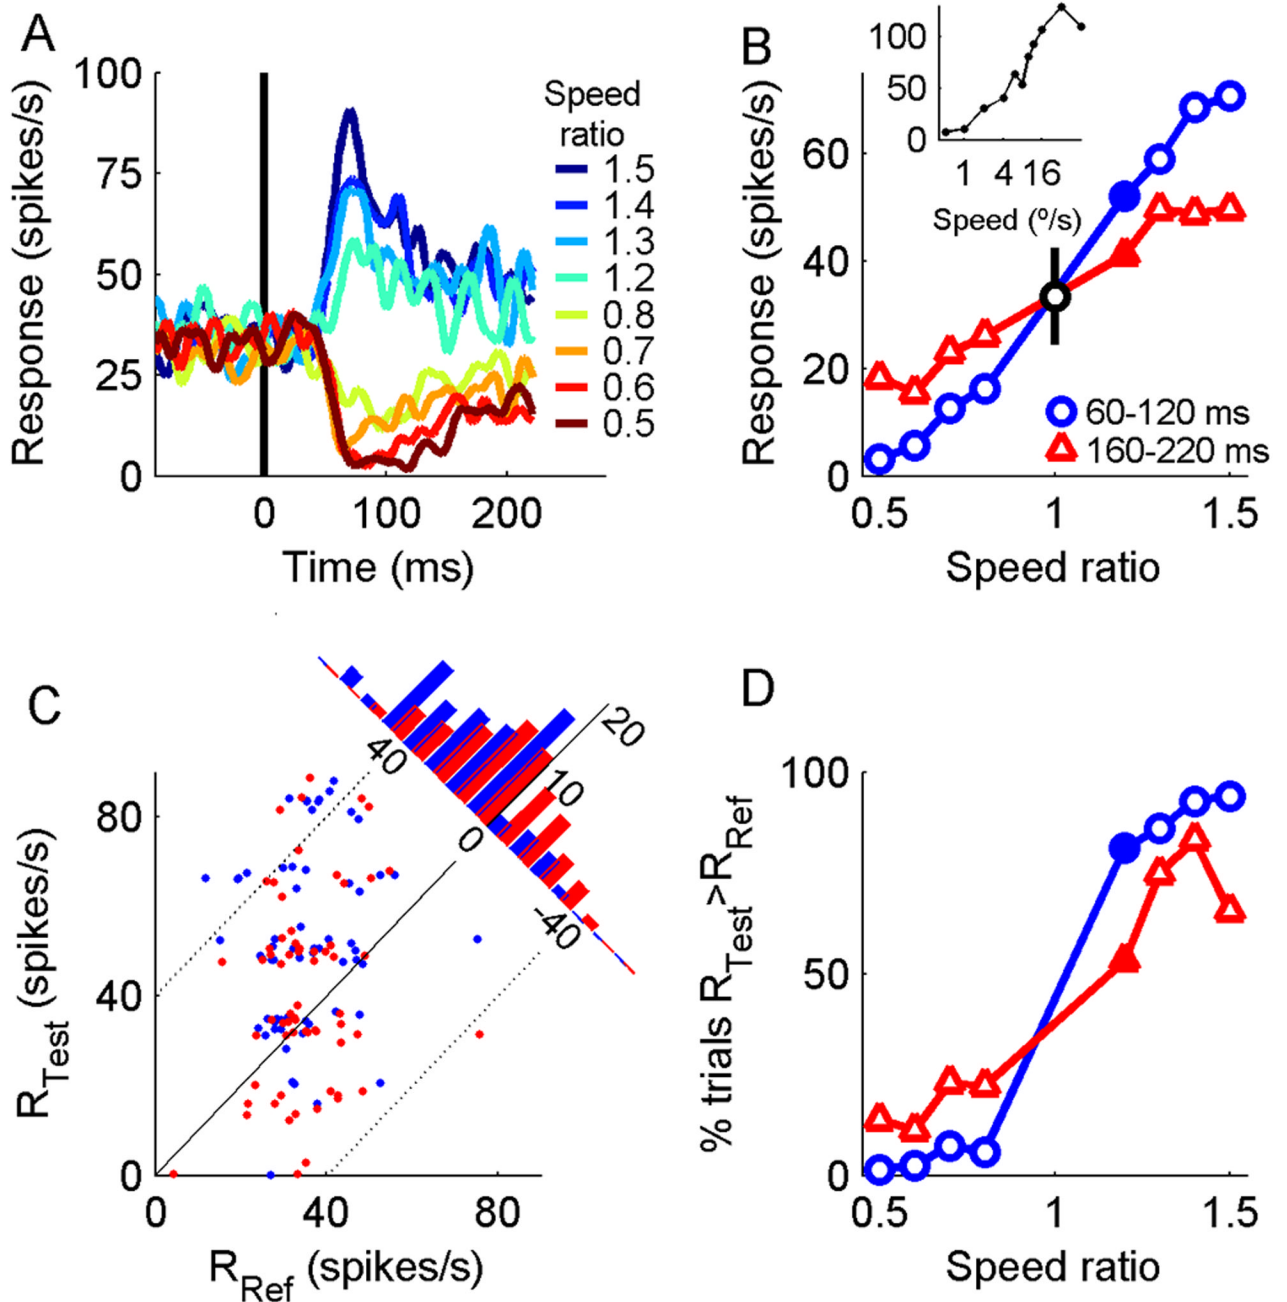 A
Response (spikes/s)
100
75
50
25
0
0 100 200
Time (ms)
Speed
ratio
1.5
1.4
1.3
1.2
0.8
0.7
0.6
0.5
B
Response (spikes/s)
60
40
20
0
0.5 1 1.5
Speed ratio
100
50
0
1 4 16
Speed (º/s)
60-120 ms
160-220 ms
C
R_Test (spikes/s)
80
40
0
0 40 80
R_Ref (spikes/s)
40
0
-40
10
20
D
% trials R_Test>R_Ref
100
50
0
0.5 1 1.5
Speed ratio